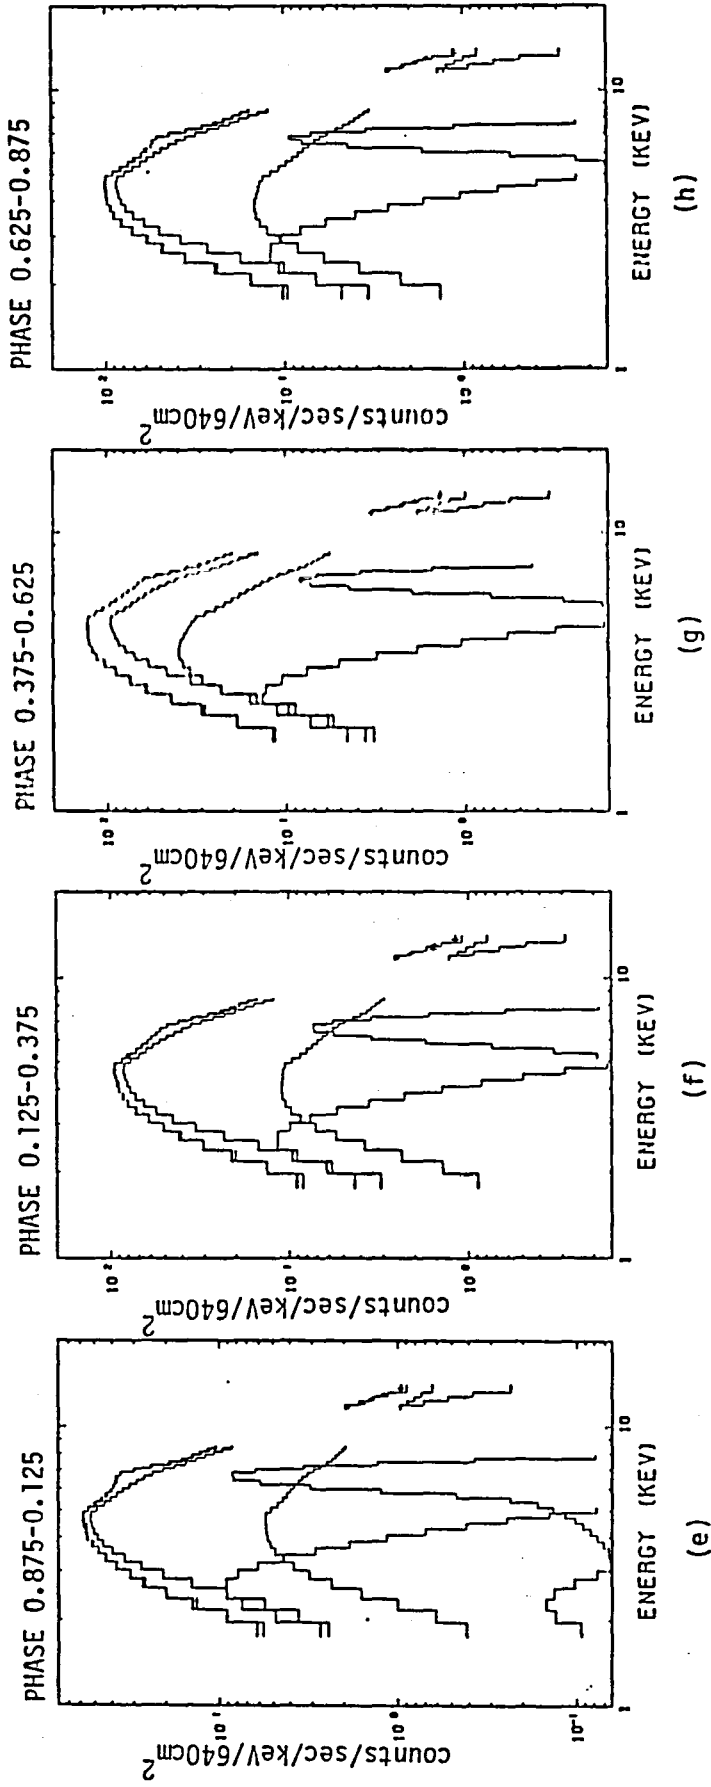 PHASE 0.875-0.125
counts/sec/keV/640cm²
10¹
10⁰
10⁻¹
1
10
ENERGY (KEV)
(e)
PHASE 0.125-0.375
counts/sec/keV/640cm²
10²
10¹
10⁰
1
10
ENERGY (KEV)
(f)
PHASE 0.375-0.625
counts/sec/keV/640cm²
10²
10¹
10⁰
1
10
ENERGY (KEV)
(g)
PHASE 0.625-0.875
counts/sec/keV/640cm²
10²
10¹
10⁰
1
10
ENERGY (KEV)
(h)